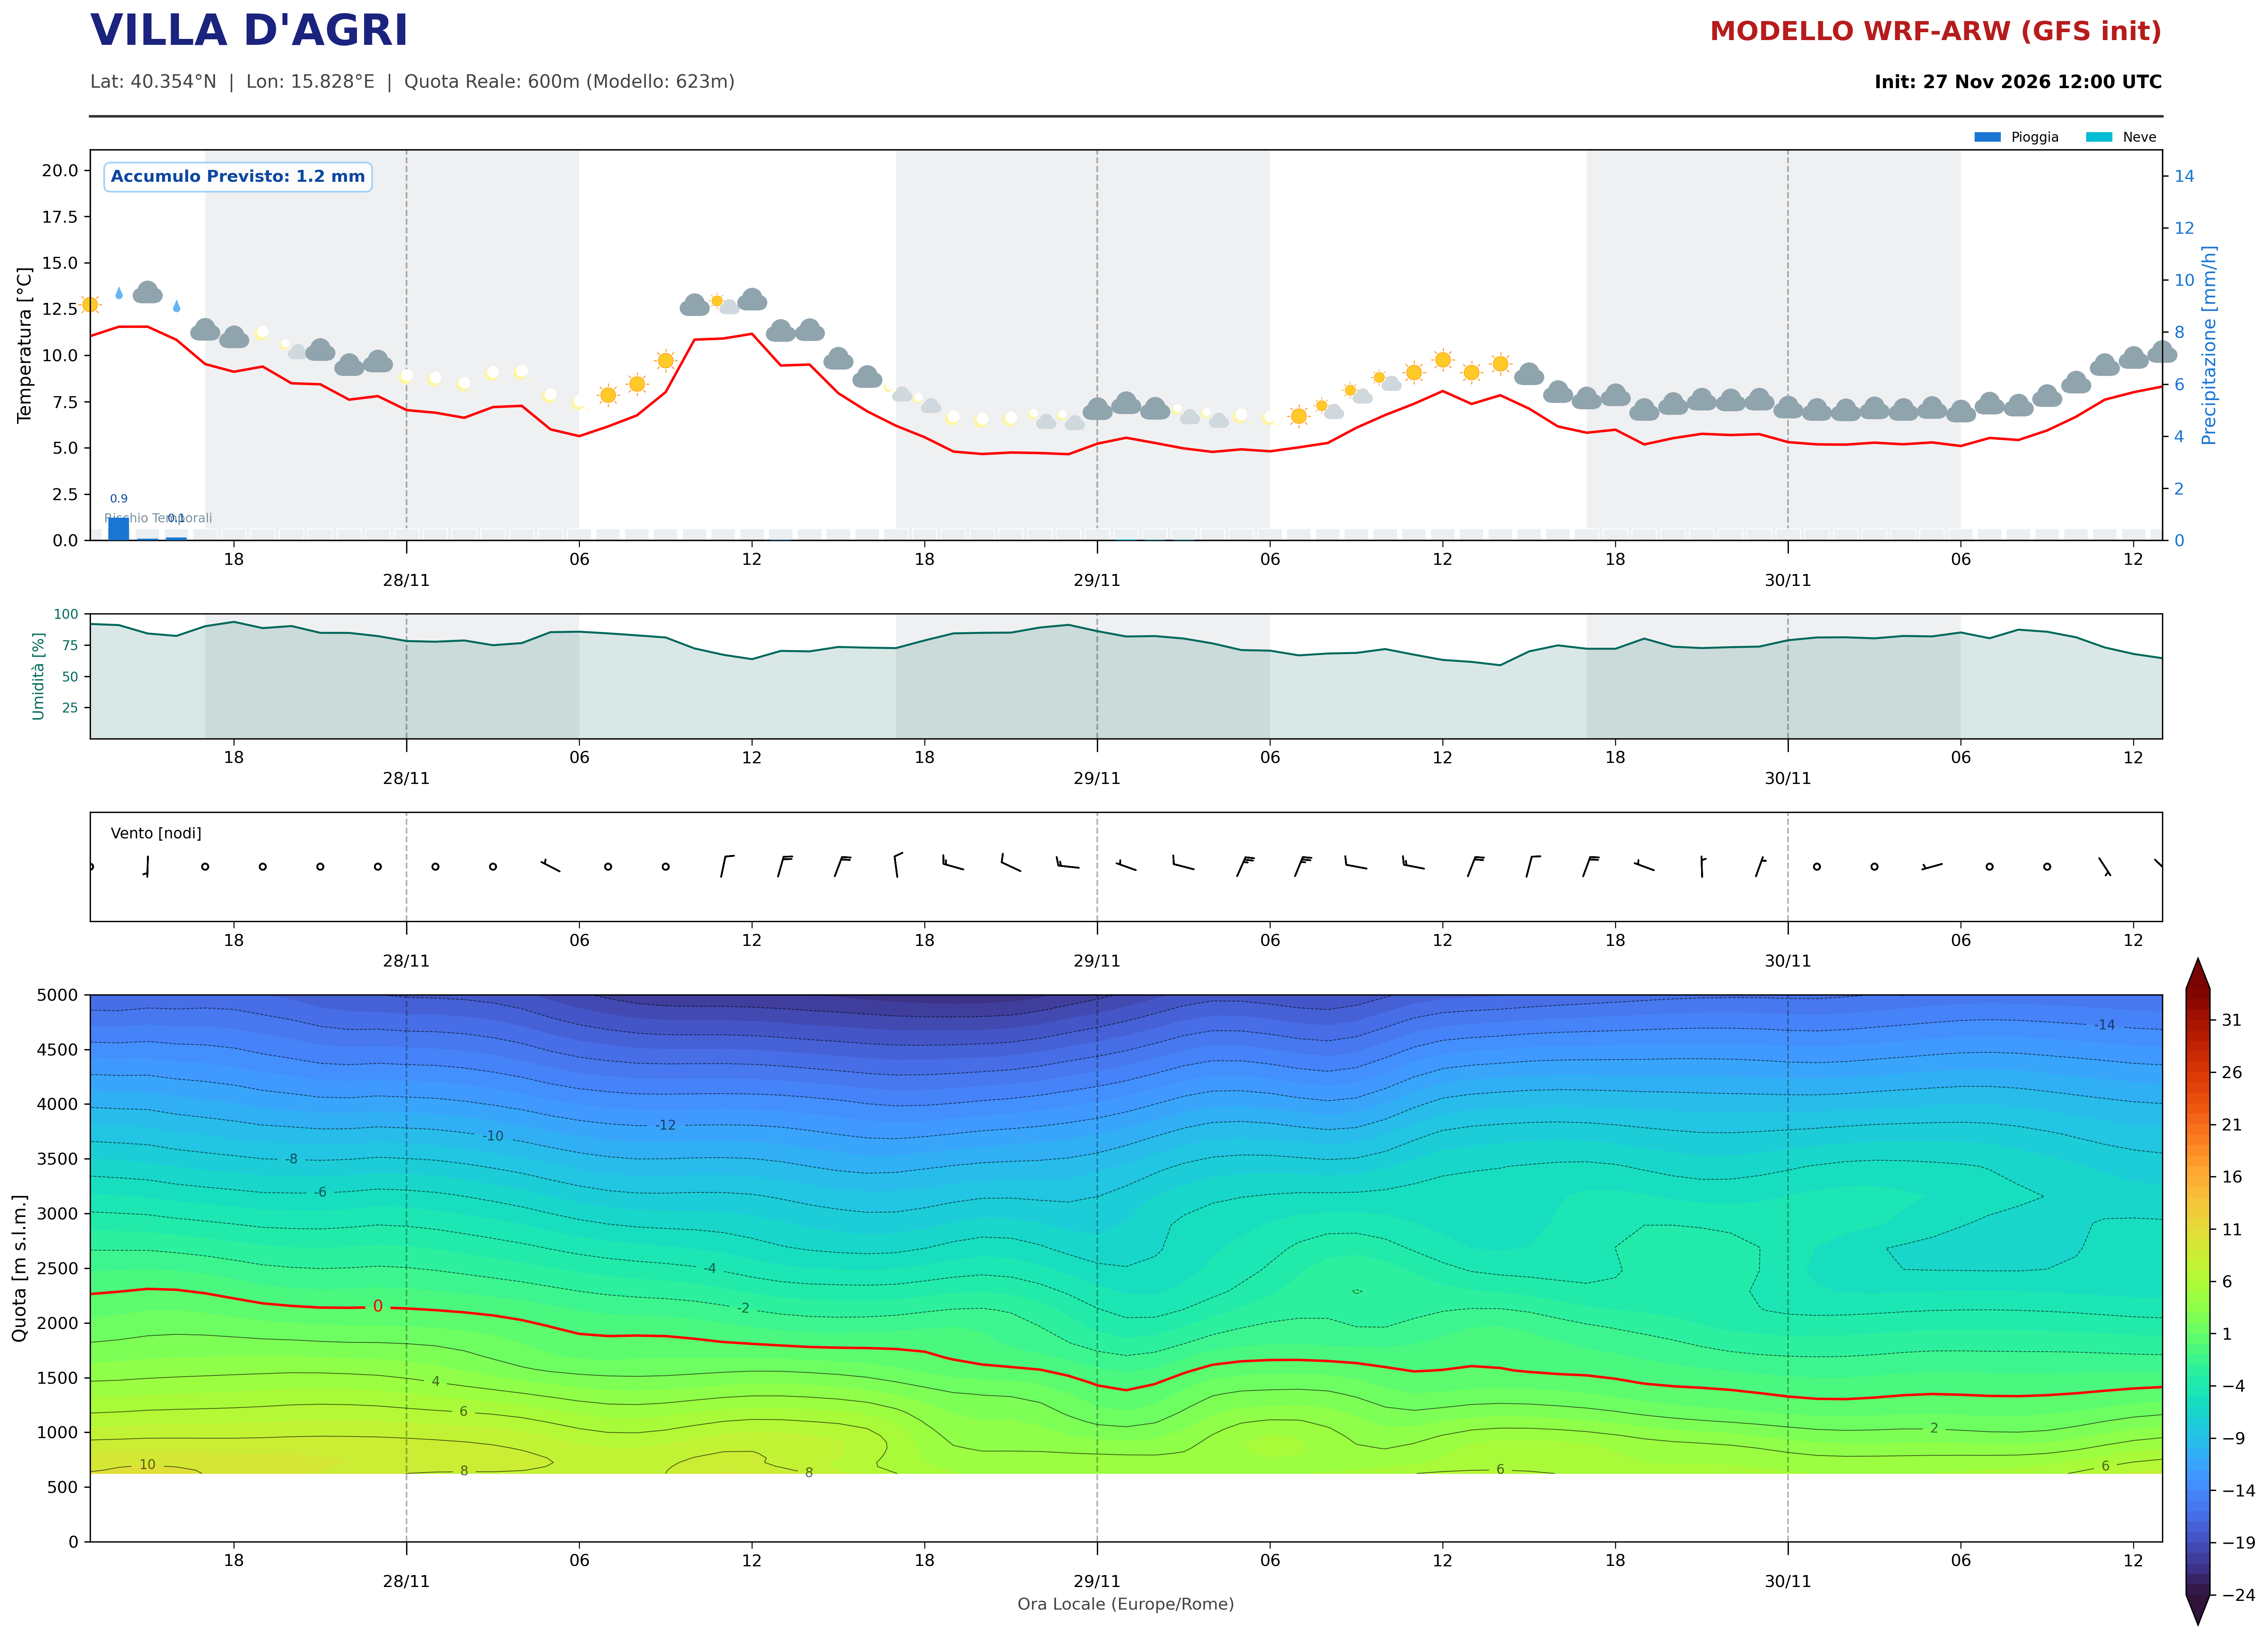 VILLA D'AGRI
MODELLO WRF-ARW (GFS init)
Lat: 40.354°N | Lon: 15.828°E | Quota Reale: 600m (Modello: 623m)
Init: 27 Nov 2026 12:00 UTC
Pioggia
Neve
Accumulo Previsto: 1.2 mm
Temperatura [°C]
20.0
17.5
15.0
12.5
10.0
7.5
5.0
2.5
0.0
Precipitazione [mm/h]
14
12
10
8
6
4
2
0
0.9
Rischio Temporali
0.1
18 06 12 18 06 12 18 06 12
28/11 29/11 30/11
Umidità [%]
100
75
50
25
18 06 12 18 06 12 18 06 12
28/11 29/11 30/11
Vento [nodi]
18 06 12 18 06 12 18 06 12
28/11 29/11 30/11
Quota [m s.l.m.]
5000
4500
4000
3500
3000
2500
2000
1500
1000
500
0
-14
-12
-10
-8
-6
-4
-2
0
4
6
2
10
8
8
6
6
31
26
21
16
11
6
1
−4
−9
−14
−19
−24
18 06 12 18 06 12 18 06 12
28/11 29/11 30/11
Ora Locale (Europe/Rome)